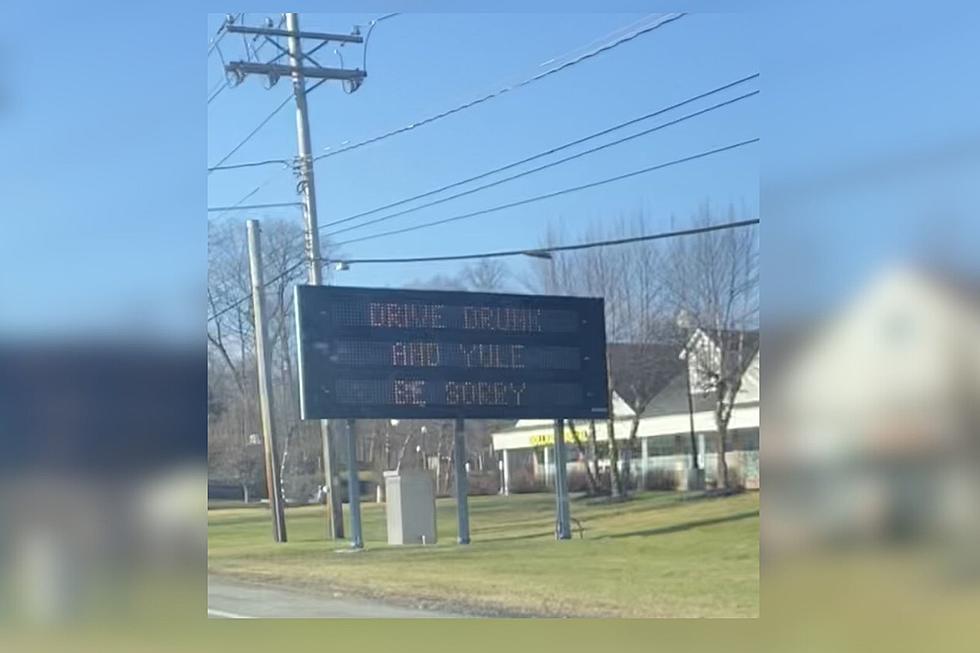 DRIVE DRUNK
AND YULE
BE SORRY